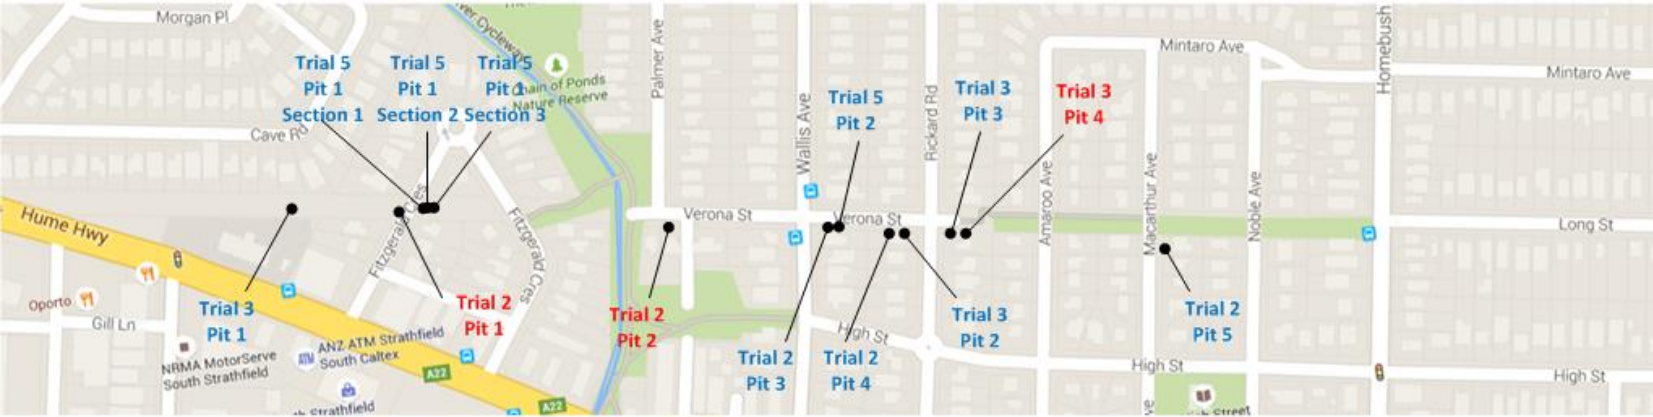 Morgan Pl
Cave Rd
Hume Hwy
Oporto
Gill Ln
NRMA MotorServe
South Strathfield
ANZ ATM Strathfield
South Caltex
Strathfield
A22
A22
Fitzgerald Cres
Fitzgerald Cres
Cycleway
Chain of Ponds
Nature Reserve
Trial 5
Pit 1
Section 1
Trial 5
Pit 1
Section 2
Trial 5
Pit 1
Section 3
Trial 3
Pit 1
Trial 2
Pit 1
Trial 2
Pit 2
Palmer Ave
Verona St
Wallis Ave
Verona St
Trial 5
Pit 2
Trial 2
Pit 3
Trial 2
Pit 4
High St
Rickard Rd
Trial 3
Pit 3
Trial 3
Pit 4
Trial 3
Pit 2
Amaroo Ave
Macarthur Ave
Noble Ave
Mintaro Ave
Mintaro Ave
Homebush
Long St
Trial 2
Pit 5
High St
High St
Street